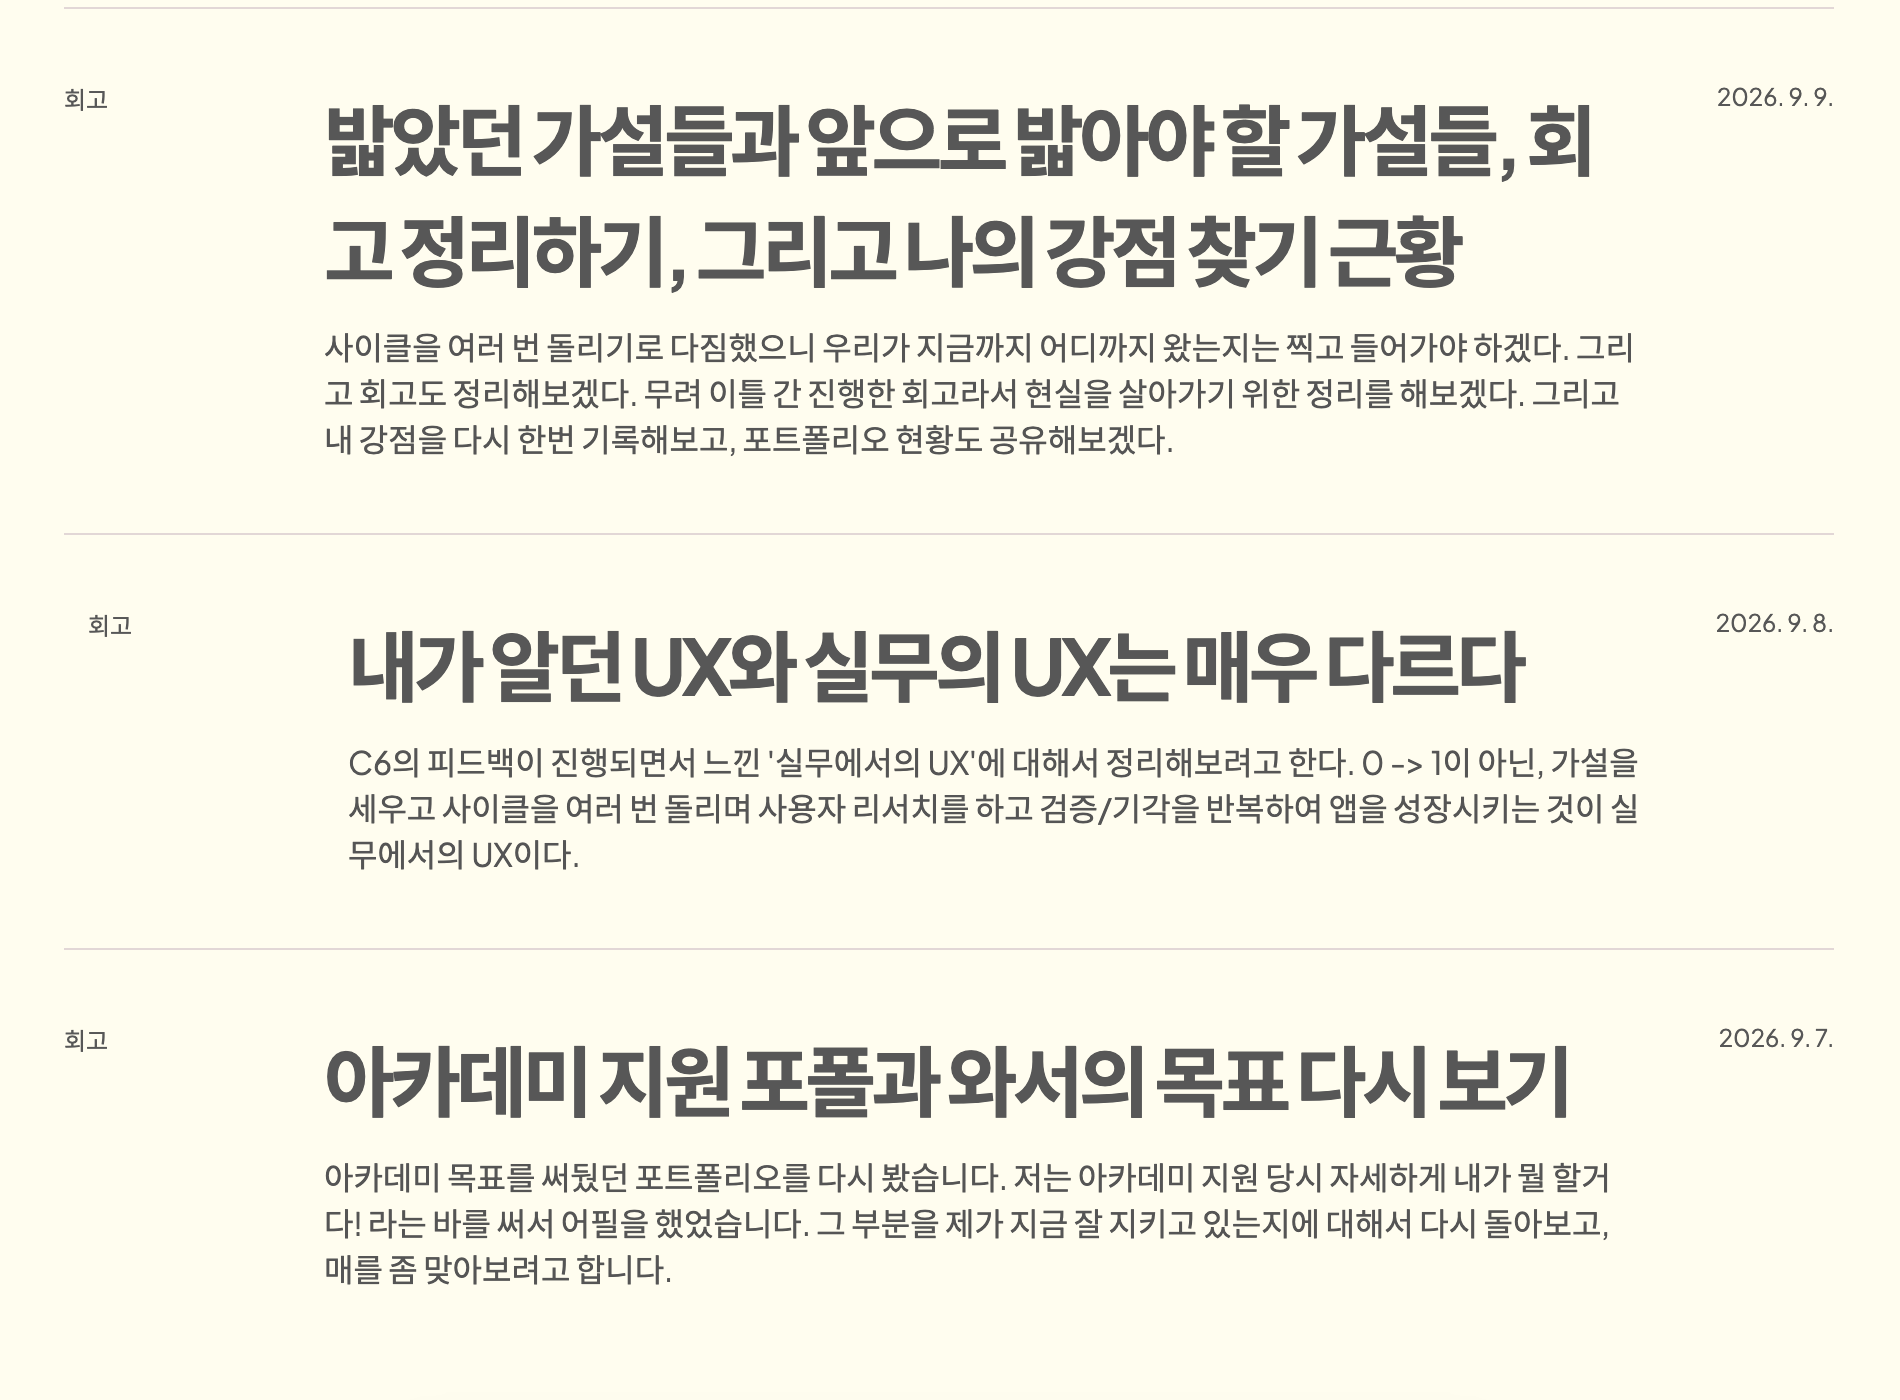 회고
2026. 9. 9.
밟았던 가설들과 앞으로 밟아야 할 가설들, 회
고 정리하기, 그리고 나의 강점 찾기 근황
사이클을 여러 번 돌리기로 다짐했으니 우리가 지금까지 어디까지 왔는지는 찍고 들어가야 하겠다. 그리
고 회고도 정리해보겠다. 무려 이틀 간 진행한 회고라서 현실을 살아가기 위한 정리를 해보겠다. 그리고
내 강점을 다시 한번 기록해보고, 포트폴리오 현황도 공유해보겠다.
회고
2026. 9. 8.
내가 알던 UX와 실무의 UX는 매우 다르다
C6의 피드백이 진행되면서 느낀 '실무에서의 UX'에 대해서 정리해보려고 한다. 0 -> 1이 아닌, 가설을
세우고 사이클을 여러 번 돌리며 사용자 리서치를 하고 검증/기각을 반복하여 앱을 성장시키는 것이 실
무에서의 UX이다.
회고
2026. 9. 7.
아카데미 지원 포폴과 와서의 목표 다시 보기
아카데미 목표를 써뒀던 포트폴리오를 다시 봤습니다. 저는 아카데미 지원 당시 자세하게 내가 뭘 할거
다! 라는 바를 써서 어필을 했었습니다. 그 부분을 제가 지금 잘 지키고 있는지에 대해서 다시 돌아보고,
매를 좀 맞아보려고 합니다.